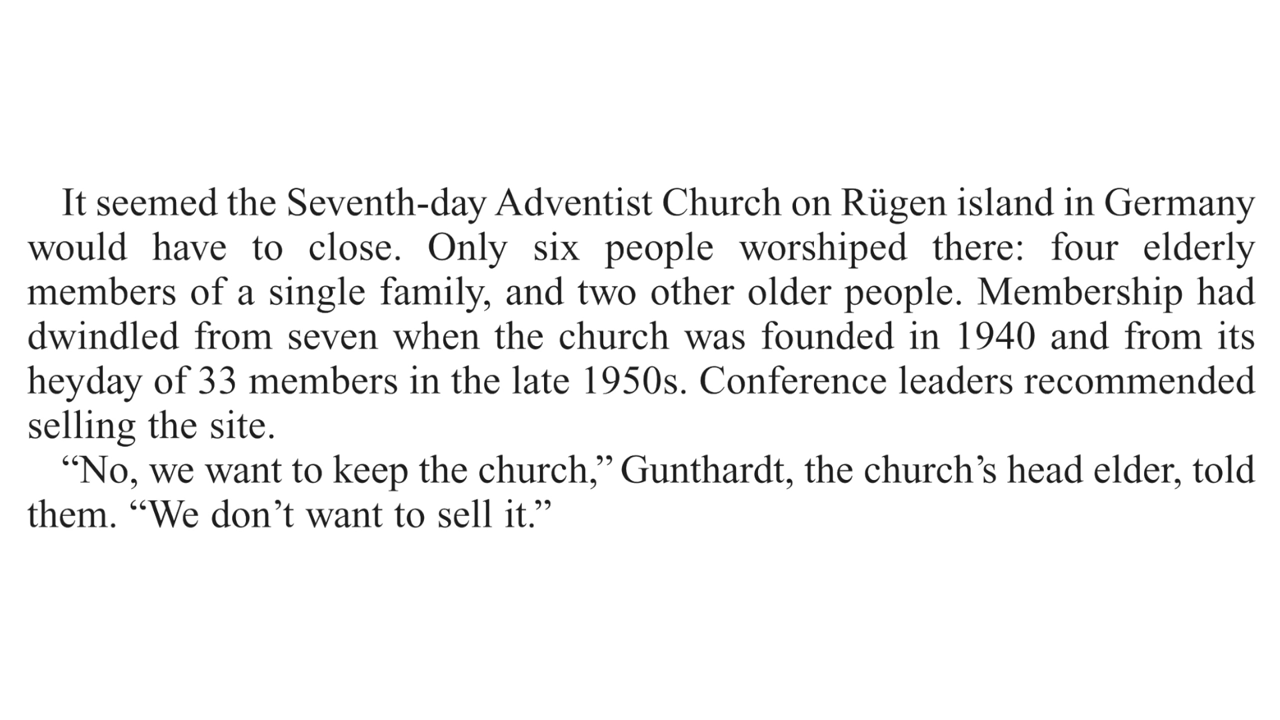 It seemed the Seventh-day Adventist Church on Rügen island in Germany
would have to close. Only six people worshiped there: four elderly
members of a single family, and two other older people. Membership had
dwindled from seven when the church was founded in 1940 and from its
heyday of 33 members in the late 1950s. Conference leaders recommended
selling the site.
“No, we want to keep the church,” Gunthardt, the church’s head elder, told
them. “We don’t want to sell it.”